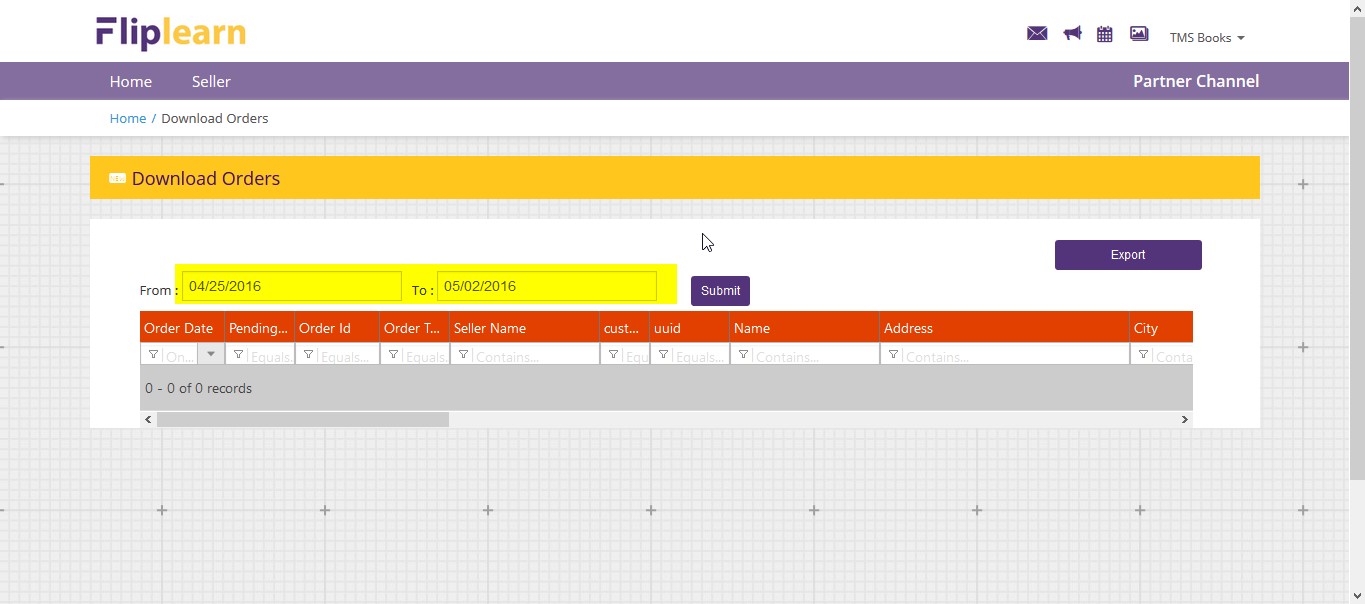 Fliplearn
TMS Books
Home Seller Partner Channel
Home / Download Orders
Download Orders
Export
From : 04/25/2016 To : 05/02/2016 Submit
Order Date Pending... Order Id Order T... Seller Name cust... uuid Name Address City
On... Equals. Equals... Equals. Contains... Equ Equals... Contains... Contains... Conta
0 - 0 of 0 records